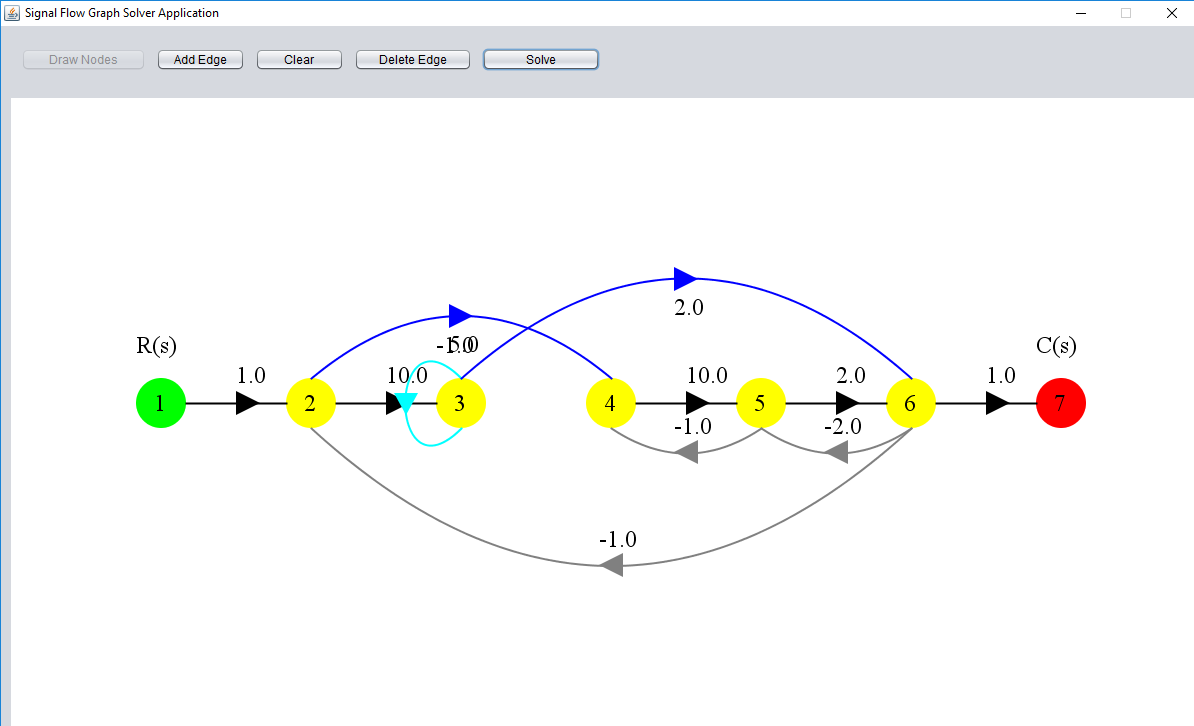 Signal Flow Graph Solver Application
Draw Nodes Add Edge Clear Delete Edge Solve
2.0
R(s) -1.0 5.0 C(s)
1.0 10.0 10.0 2.0 1.0
1 2 3 4 5 6 7
-1.0 -2.0
-1.0